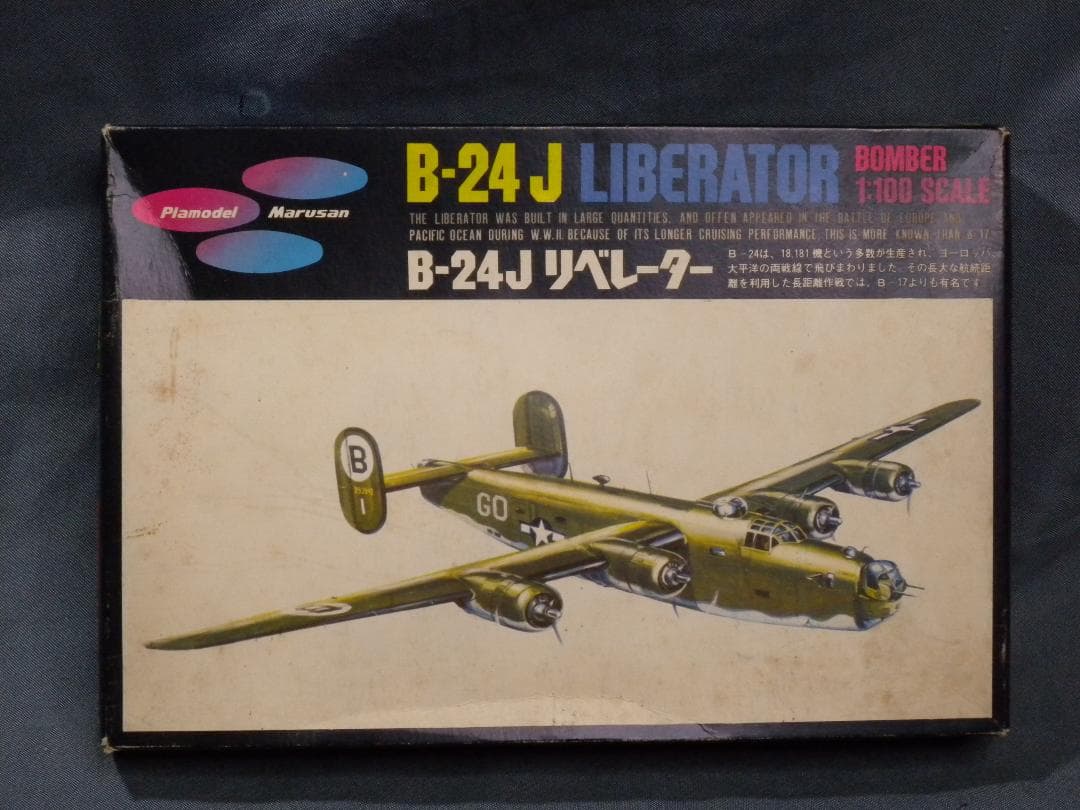 Plamodel Marusan
B-24 J LIBERATOR BOMBER
1:100 SCALE
THE LIBERATOR WAS BUILT IN LARGE QUANTITIES. AND OFFEN APPEARED IN THE BATTLE OF EUROPE AND
PACIFIC OCEAN DURING W.W.II. BECAUSE OF ITS LONGER CRUISING PERFORMANCE. THIS IS MORE KNOWN THAN B-17.
B-24J リベレーター
B-24は、18,181機という多数が生産され、ヨーロッパ、
太平洋の両戦線で飛びまわりました。その長大な航続距
離を利用した長距離作戦では、B-17よりも有名です。
B
1
GO